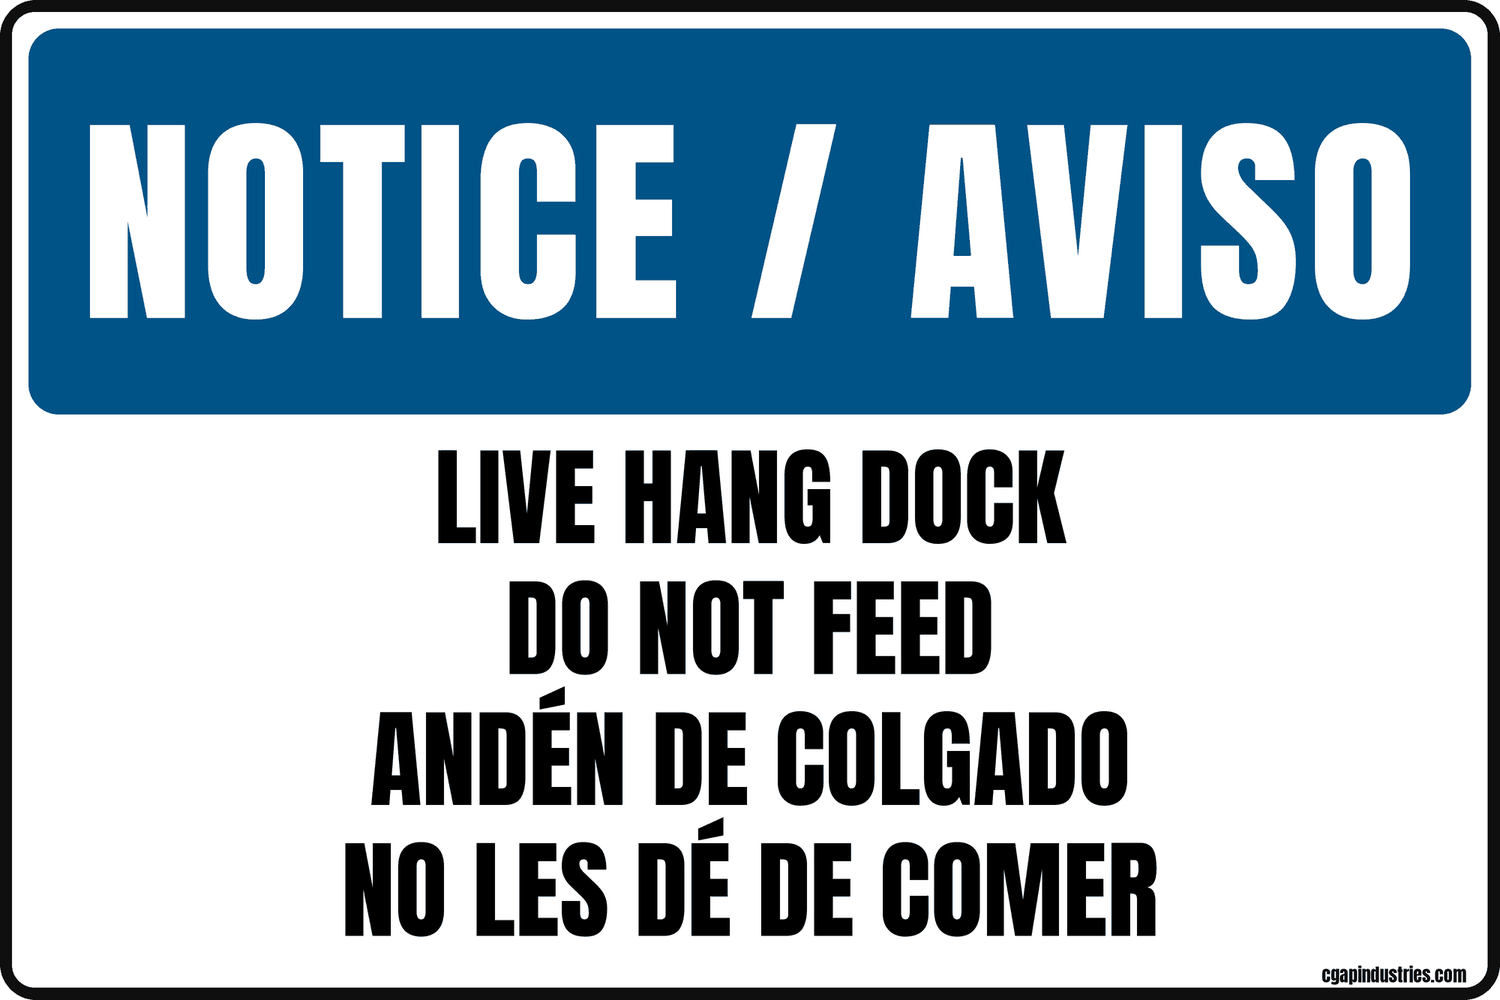 NOTICE / AVISO
LIVE HANG DOCK
DO NOT FEED
ANDÉN DE COLGADO
NO LES DÉ DE COMER
cgapindustries.com